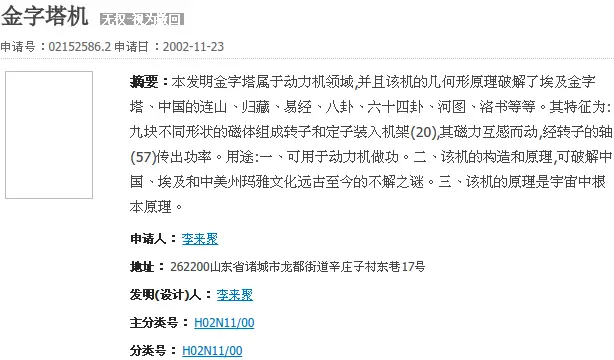 金字塔机 无权-视为撤回
申请号：02152586.2 申请日：2002-11-23
摘要：本发明金字塔属于动力机领域,并且该机的几何形原理破解了埃及金字
塔、中国的连山、归藏、易经、八卦、六十四卦、河图、洛书等等。其特征为:
九块不同形状的磁体组成转子和定子装入机架(20),其磁力互感而动,经转子的轴
(57)传出功率。用途:一、可用于动力机做功。二、该机的构造和原理,可破解中
国、埃及和中美州玛雅文化远古至今的不解之谜。三、该机的原理是宇宙中根
本原理。
申请人：李来聚
地址：262200山东省诸城市龙都街道辛庄子村东巷17号
发明(设计)人：李来聚
主分类号：H02N11/00
分类号：H02N11/00